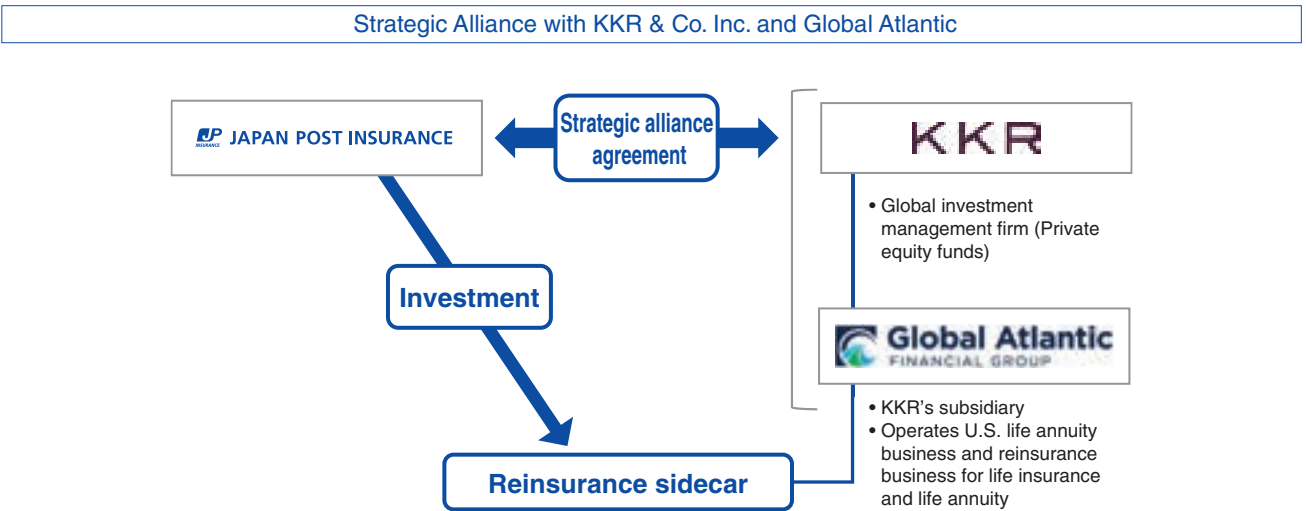 Strategic Alliance with KKR & Co. Inc. and Global Atlantic
JP INSURANCE
JAPAN POST INSURANCE
Strategic alliance
agreement
KKR
• Global investment
management firm (Private
equity funds)
Investment
Global Atlantic
FINANCIAL GROUP
• KKR's subsidiary
• Operates U.S. life annuity
business and reinsurance
business for life insurance
and life annuity
Reinsurance sidecar